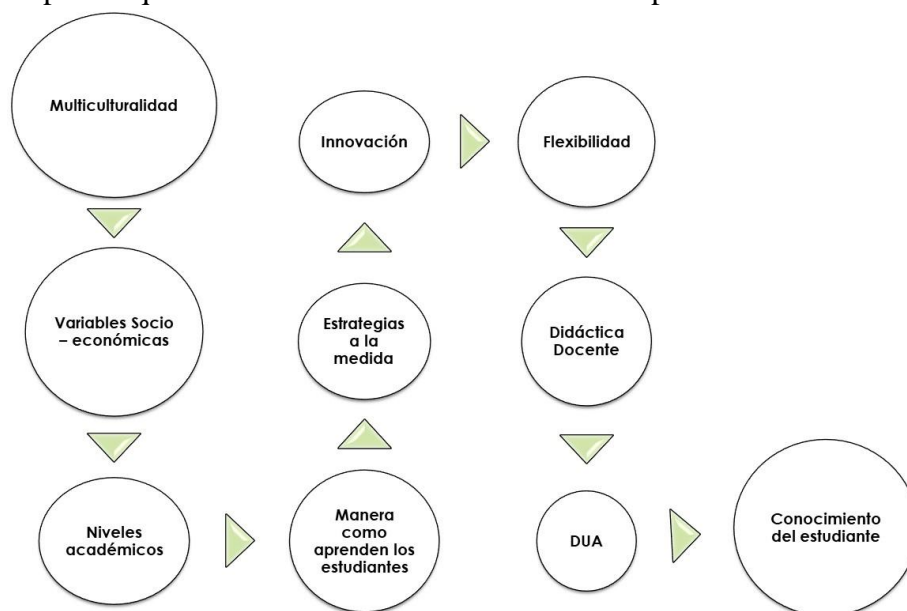 Multiculturalidad
Variables Socio
– económicas
Niveles
académicos
Manera
como
aprenden los
estudiantes
Estrategias
a la
medida
Innovación
Flexibilidad
Didáctica
Docente
DUA
Conocimiento
del estudiante